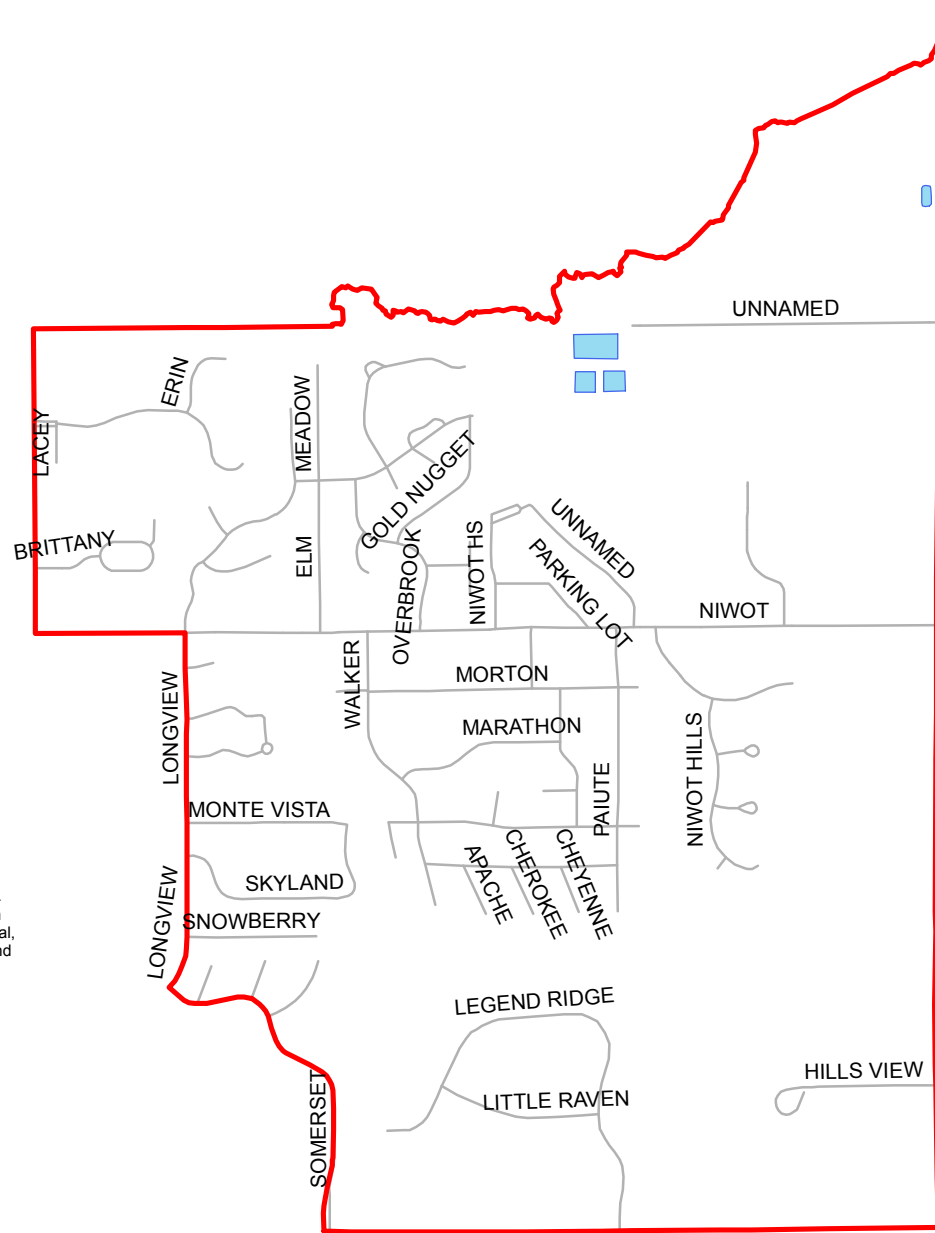 UNNAMED
ERIN
MEADOW
LACEY
GOLD NUGGET
UNNAMED
BRITTANY
ELM
OVERBROOK
NIWOT HS
PARKING LOT
NIWOT
WALKER
MORTON
LONGVIEW
MARATHON
NIWOT HILLS
PAIUTE
MONTE VISTA
APACHE
CHEROKEE
CHEYENNE
SKYLAND
LONGVIEW
SNOWBERRY
al,
LEGEND RIDGE
HILLS VIEW
LITTLE RAVEN
SOMERSET